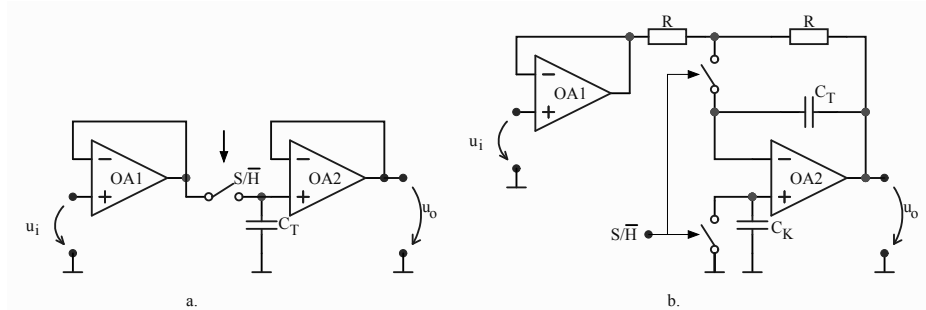 OA1
u_i
S/H̅
OA2
C_T
u_o
a.
R
R
OA1
u_i
C_T
OA2
S/H̅
C_K
u_o
b.